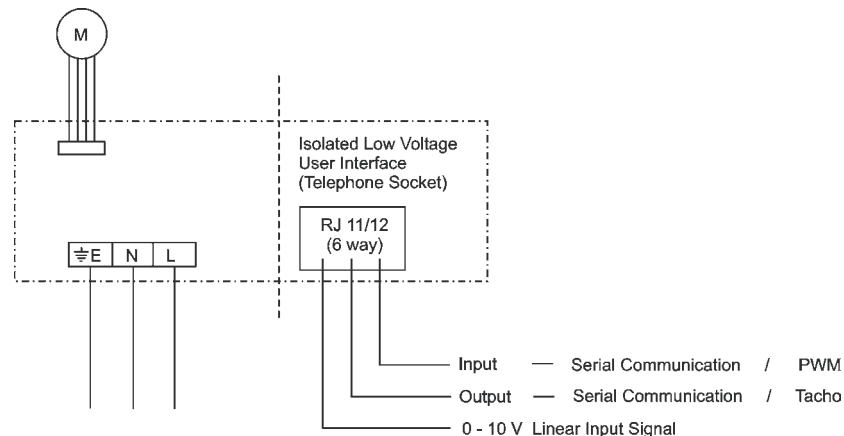 M
Isolated Low Voltage
User Interface
(Telephone Socket)
RJ 11/12
(6 way)
E N L
Input — Serial Communication / PWM
Output — Serial Communication / Tacho
0 - 10 V Linear Input Signal